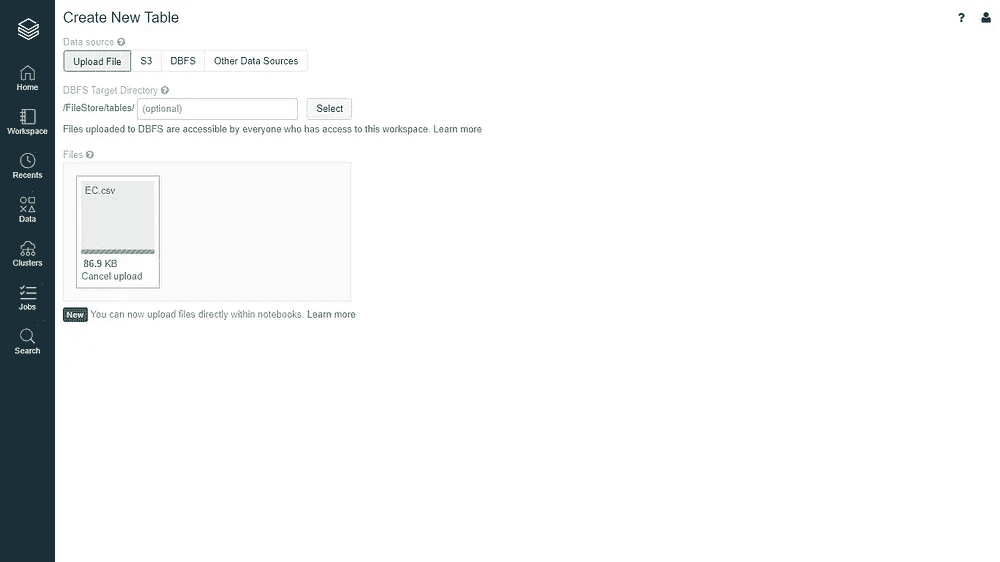 Create New Table
?
Data source ?
Upload File S3 DBFS Other Data Sources
DBFS Target Directory ?
/FileStore/tables/ (optional) Select
Files uploaded to DBFS are accessible by everyone who has access to this workspace. Learn more
Files ?
EC.csv
86.9 KB
Cancel upload
New You can now upload files directly within notebooks. Learn more
Home
Workspace
Recents
Data
Clusters
Jobs
Search